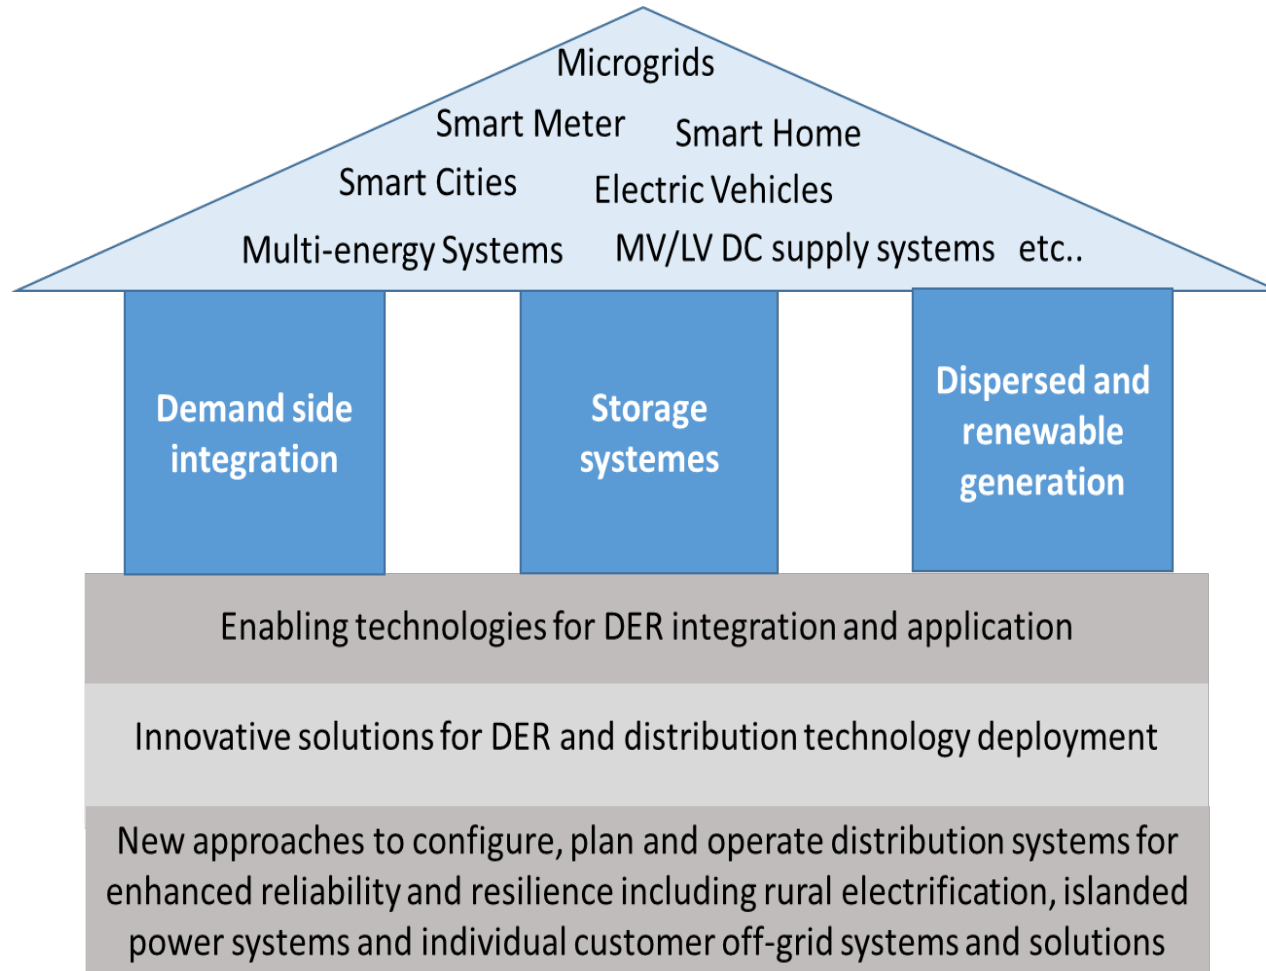 Microgrids
Smart Meter
Smart Home
Smart Cities
Electric Vehicles
Multi-energy Systems
MV/LV DC supply systems etc..
Demand side
integration
Storage
systemes
Dispersed and
renewable
generation
Enabling technologies for DER integration and application
Innovative solutions for DER and distribution technology deployment
New approaches to configure, plan and operate distribution systems for
enhanced reliability and resilience including rural electrification, islanded
power systems and individual customer off-grid systems and solutions